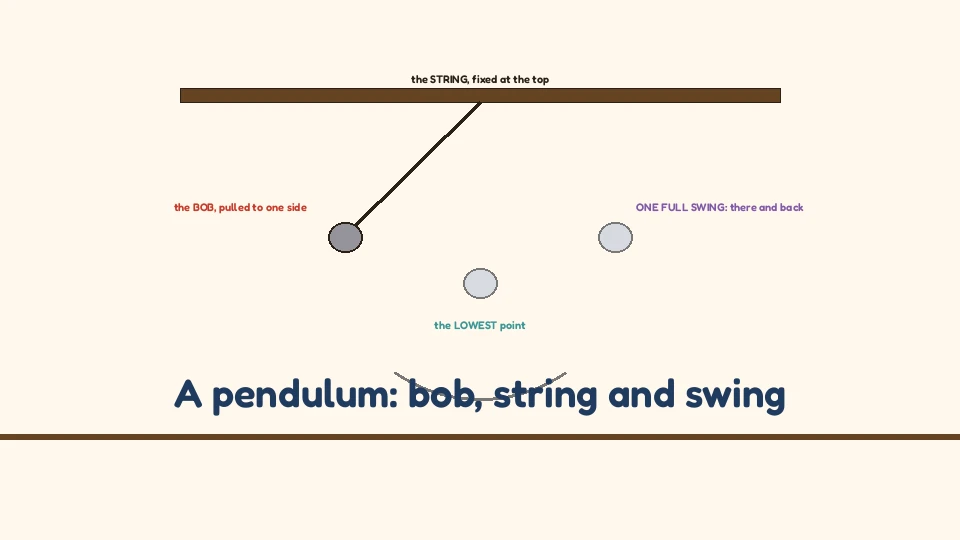 the STRING, fixed at the top
the BOB, pulled to one side
ONE FULL SWING: there and back
the LOWEST point
A pendulum: bob, string and swing